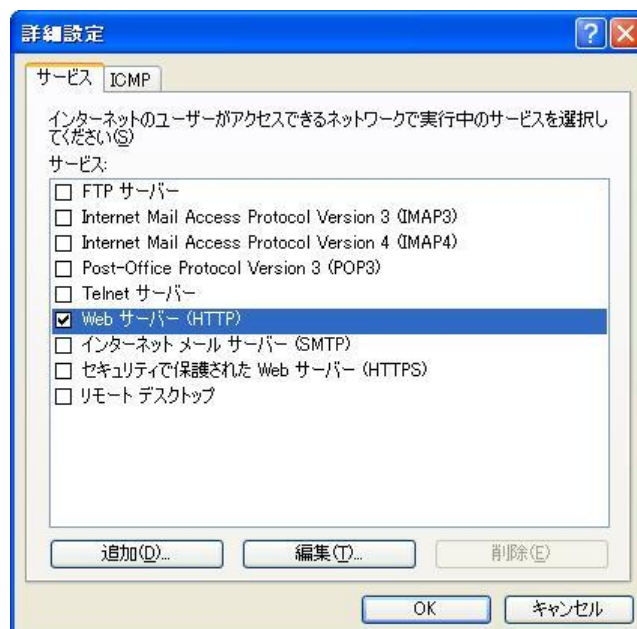 詳細設定
サービス ICMP
インターネットのユーザーがアクセスできるネットワークで実行中のサービスを選択し
てください(S)
サービス:
FTP サーバー
Internet Mail Access Protocol Version 3 (IMAP3)
Internet Mail Access Protocol Version 4 (IMAP4)
Post-Office Protocol Version 3 (POP3)
Telnet サーバー
Web サーバー (HTTP)
インターネット メール サーバー (SMTP)
セキュリティで保護された Web サーバー (HTTPS)
リモート デスクトップ
追加(D)... 編集(T)... 削除(E)
OK キャンセル